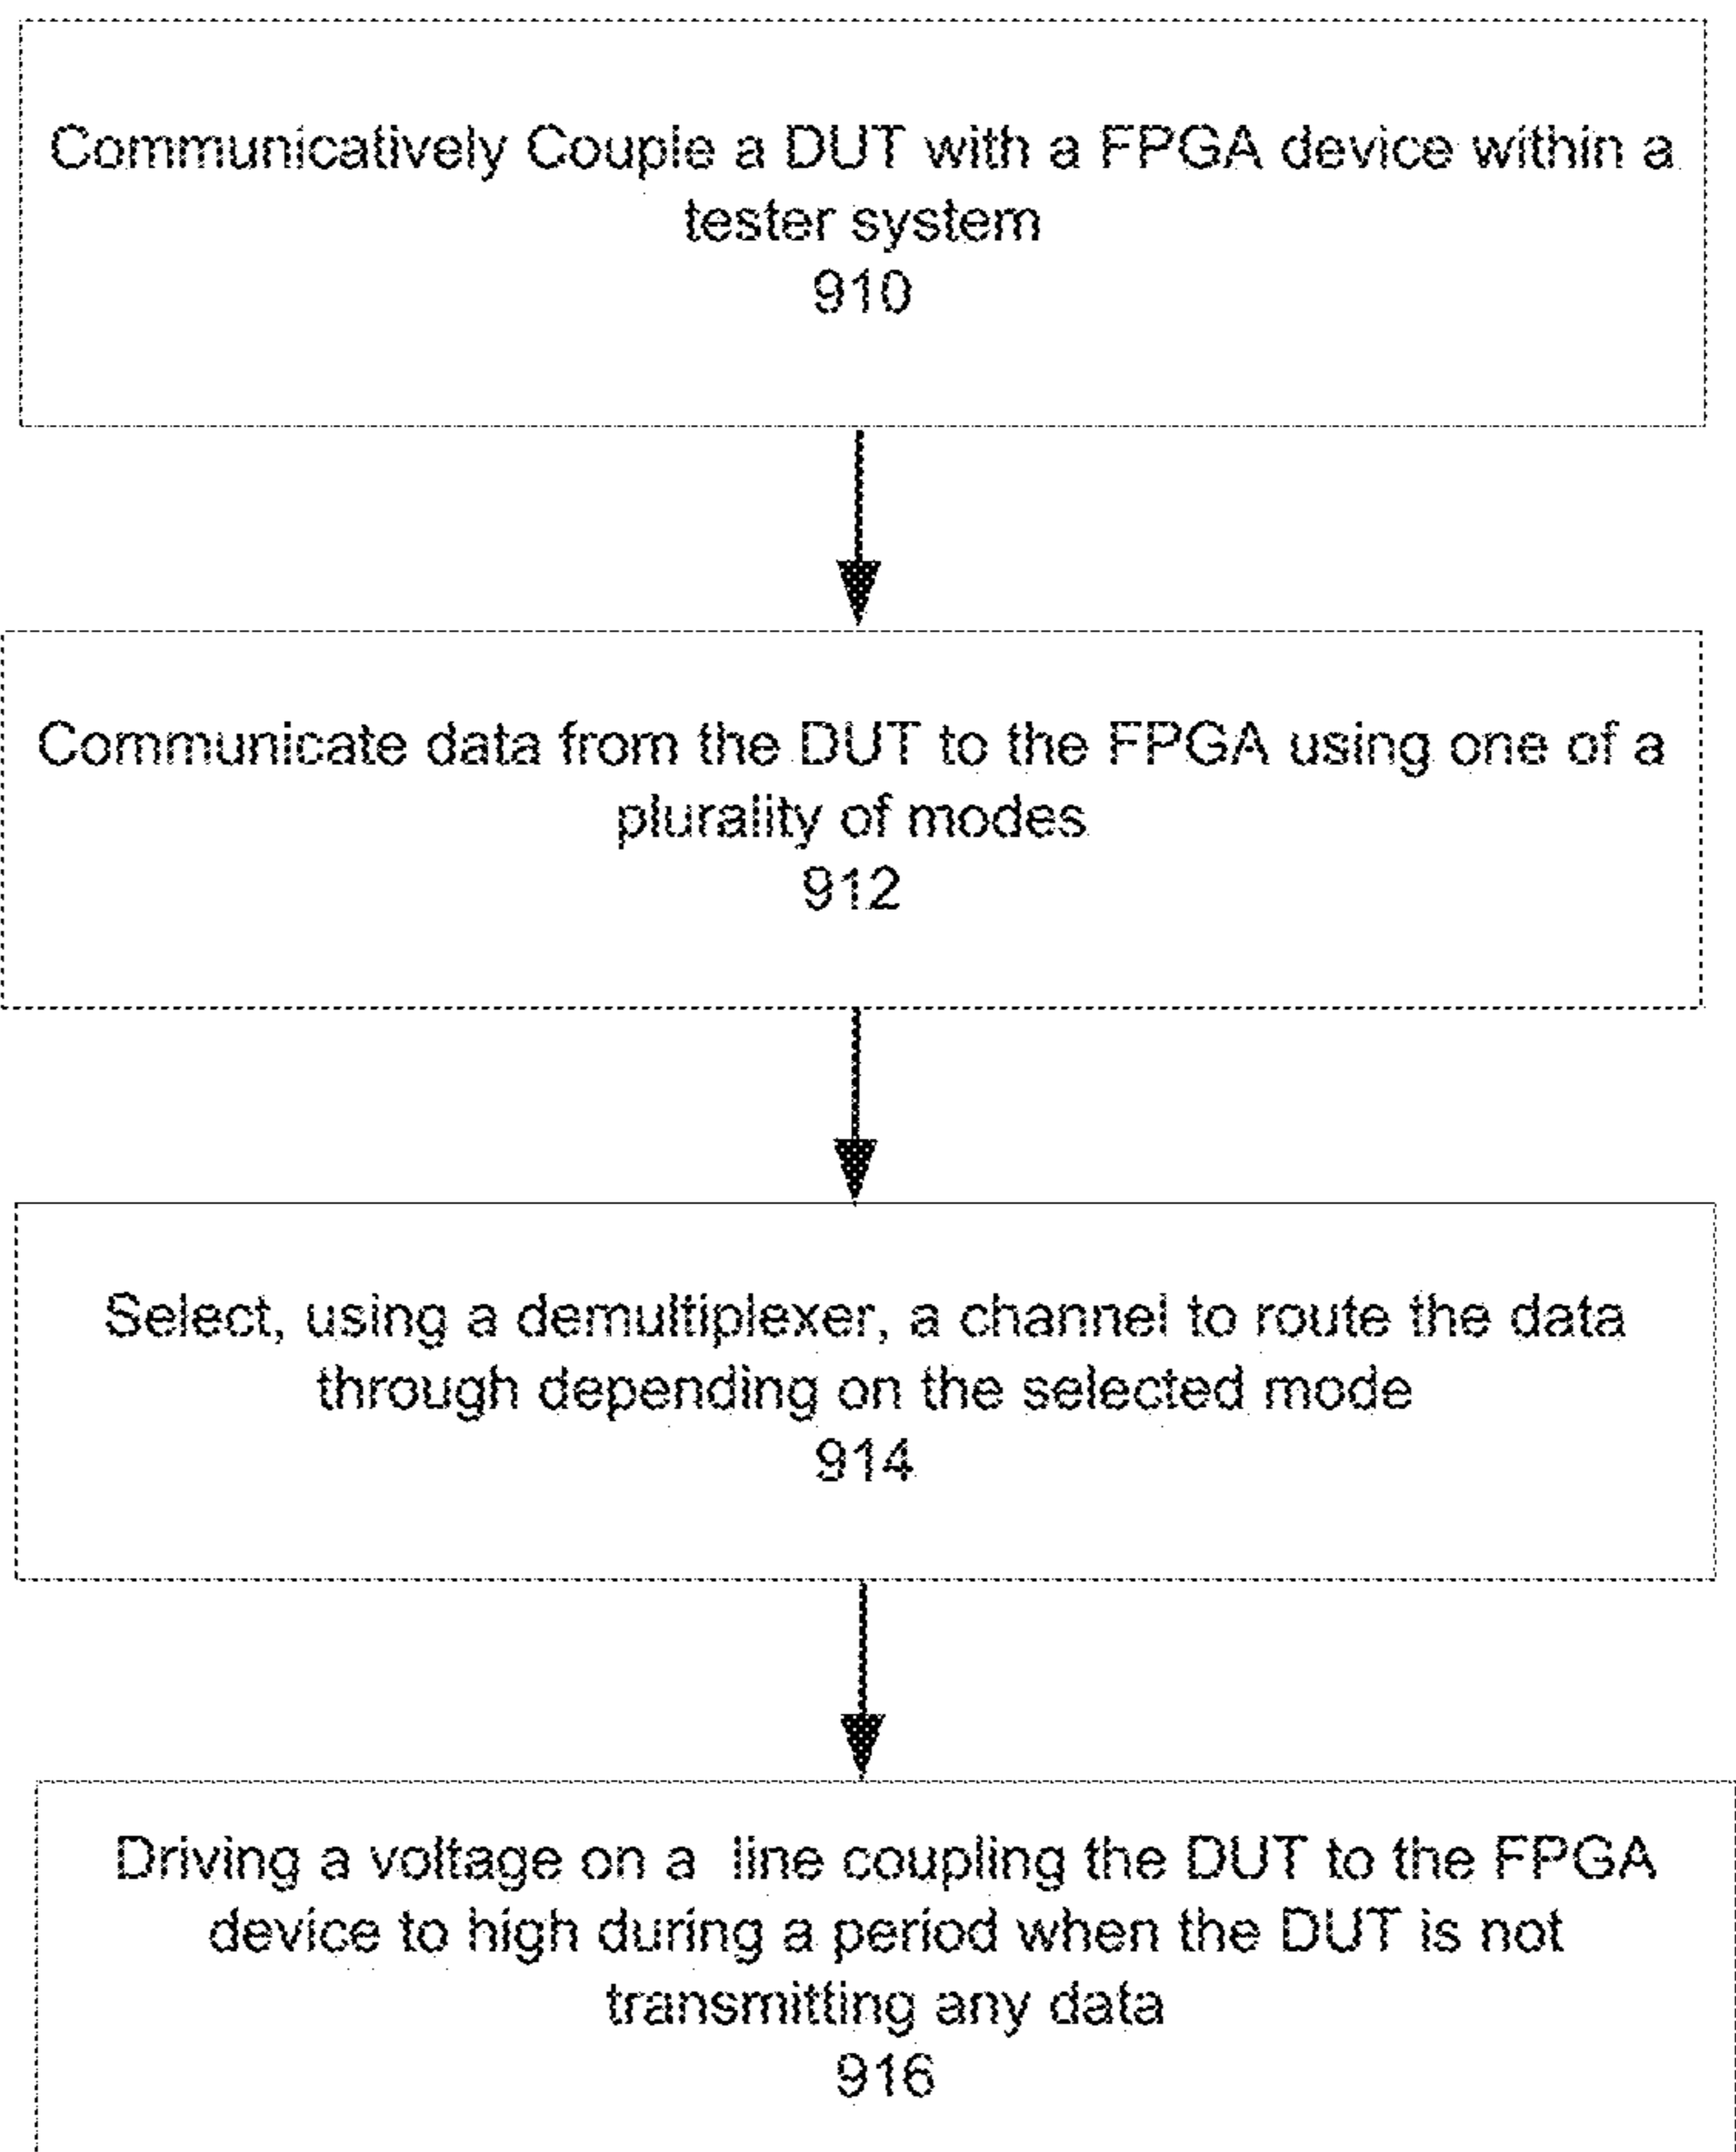 Communicatively Couple a DUT with a FPGA device within a
tester system
910
Communicate data from the DUT to the FPGA using one of a
plurality of modes
912
Select, using a demultiplexer, a channel to route the data
through depending on the selected mode
914
Driving a voltage on a line coupling the DUT to the FPGA
device to high during a period when the DUT is not
transmitting any data
916